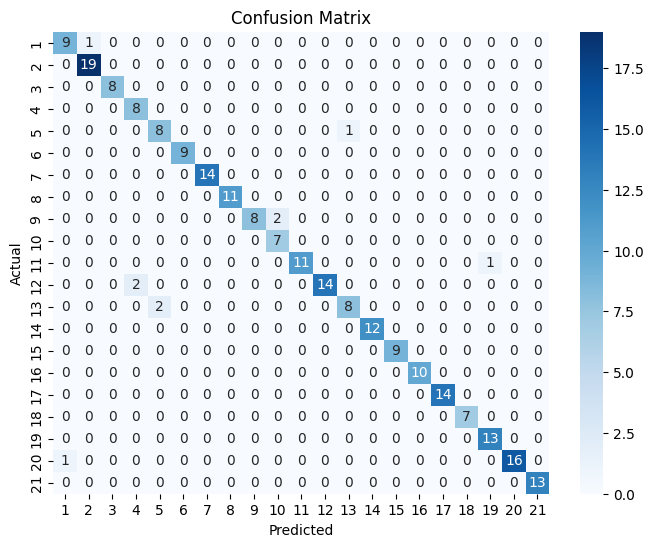 Confusion Matrix
1 9 1 0 0 0 0 0 0 0 0 0 0 0 0 0 0 0 0 0 0 0
2 0 19 0 0 0 0 0 0 0 0 0 0 0 0 0 0 0 0 0 0 0
3 0 0 8 0 0 0 0 0 0 0 0 0 0 0 0 0 0 0 0 0 0
4 0 0 0 8 0 0 0 0 0 0 0 0 0 0 0 0 0 0 0 0 0
5 0 0 0 0 8 0 0 0 0 0 0 0 1 0 0 0 0 0 0 0 0
6 0 0 0 0 0 9 0 0 0 0 0 0 0 0 0 0 0 0 0 0 0
7 0 0 0 0 0 0 14 0 0 0 0 0 0 0 0 0 0 0 0 0 0
8 0 0 0 0 0 0 0 11 0 0 0 0 0 0 0 0 0 0 0 0 0
9 0 0 0 0 0 0 0 0 8 2 0 0 0 0 0 0 0 0 0 0 0
10 0 0 0 0 0 0 0 0 0 7 0 0 0 0 0 0 0 0 0 0 0
11 0 0 0 0 0 0 0 0 0 0 11 0 0 0 0 0 0 0 1 0 0
12 0 0 0 2 0 0 0 0 0 0 0 14 0 0 0 0 0 0 0 0 0
13 0 0 0 0 2 0 0 0 0 0 0 0 8 0 0 0 0 0 0 0 0
14 0 0 0 0 0 0 0 0 0 0 0 0 0 12 0 0 0 0 0 0 0
15 0 0 0 0 0 0 0 0 0 0 0 0 0 0 9 0 0 0 0 0 0
16 0 0 0 0 0 0 0 0 0 0 0 0 0 0 0 10 0 0 0 0 0
17 0 0 0 0 0 0 0 0 0 0 0 0 0 0 0 0 14 0 0 0 0
18 0 0 0 0 0 0 0 0 0 0 0 0 0 0 0 0 0 7 0 0 0
19 0 0 0 0 0 0 0 0 0 0 0 0 0 0 0 0 0 0 13 0 0
20 1 0 0 0 0 0 0 0 0 0 0 0 0 0 0 0 0 0 0 16 0
21 0 0 0 0 0 0 0 0 0 0 0 0 0 0 0 0 0 0 0 0 13
1 2 3 4 5 6 7 8 9 10 11 12 13 14 15 16 17 18 19 20 21
Predicted
Actual
17.5
15.0
12.5
10.0
7.5
5.0
2.5
0.0